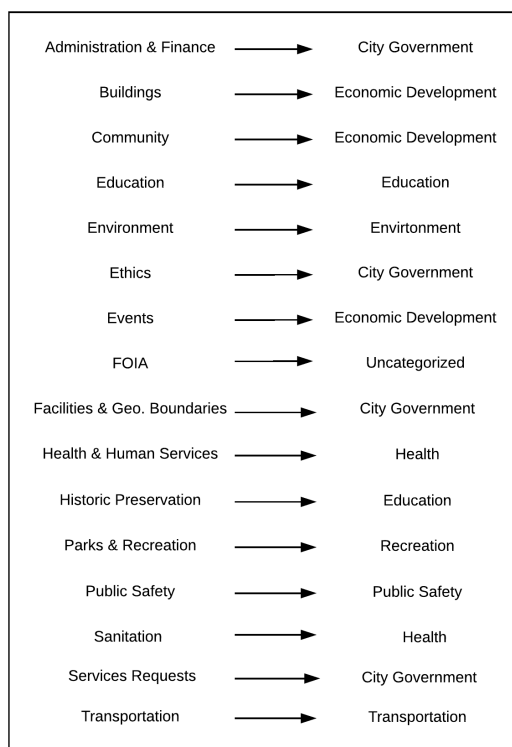 Administration & Finance City Government
Buildings Economic Development
Community Economic Development
Education Education
Environment Envirtonment
Ethics City Government
Events Economic Development
FOIA Uncategorized
Facilities & Geo. Boundaries City Government
Health & Human Services Health
Historic Preservation Education
Parks & Recreation Recreation
Public Safety Public Safety
Sanitation Health
Services Requests City Government
Transportation Transportation